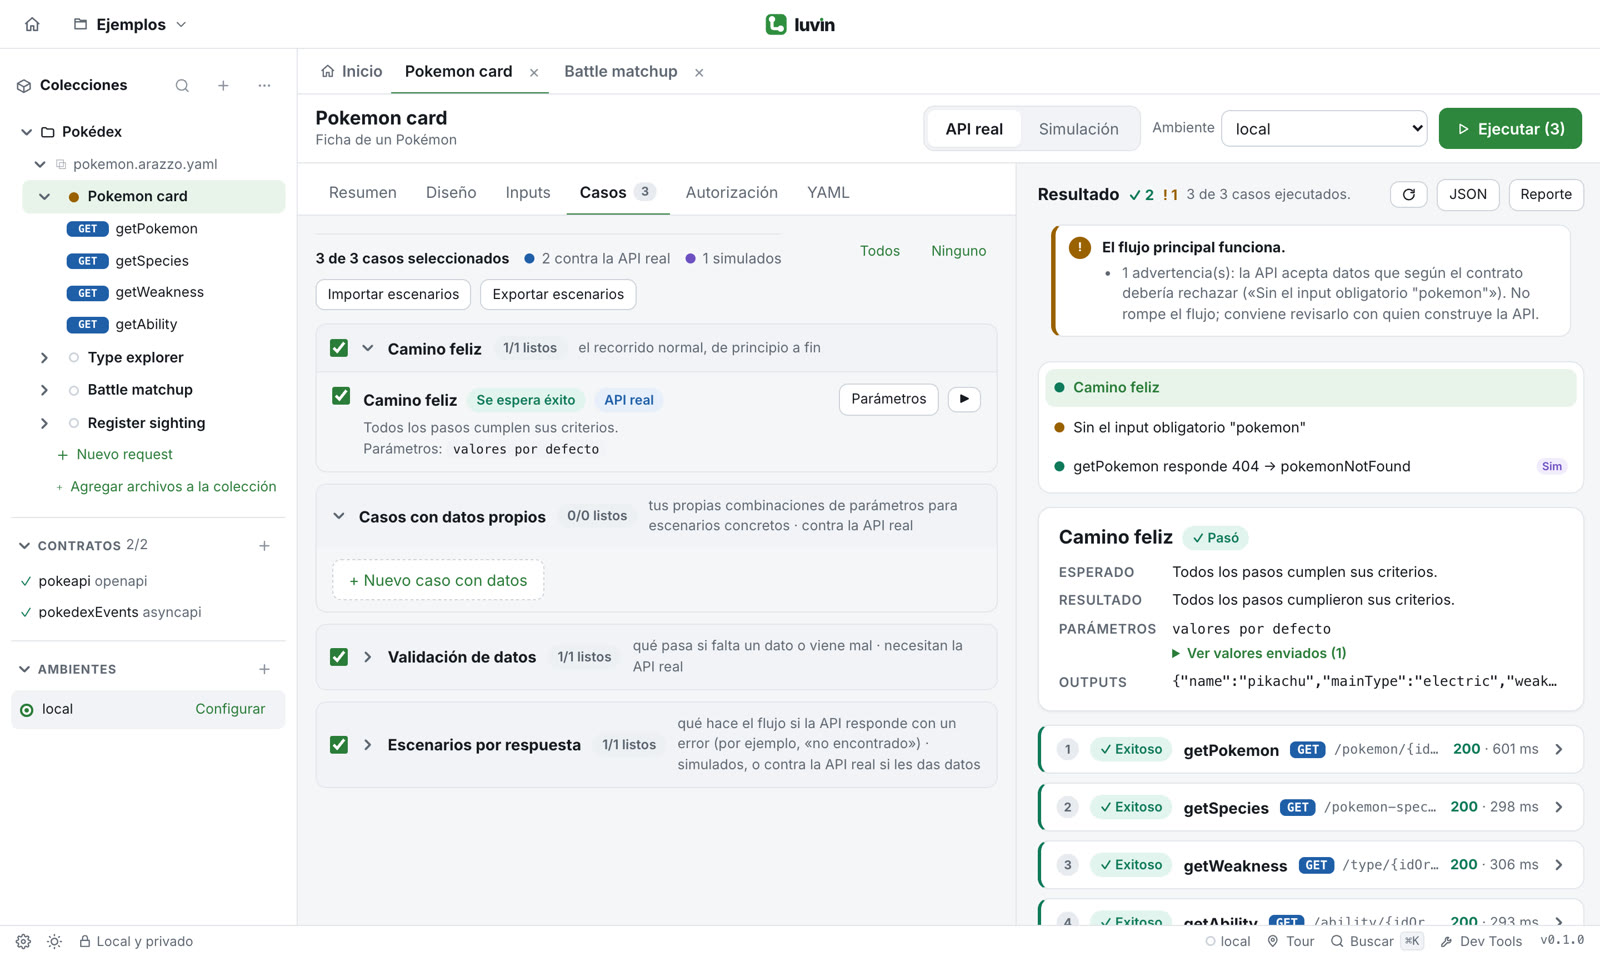 Ejemplos
luvin
Colecciones
Pokédex
pokemon.arazzo.yaml
Pokemon card
GET getPokemon
GET getSpecies
GET getWeakness
GET getAbility
Type explorer
Battle matchup
Register sighting
+ Nuevo request
+ Agregar archivos a la colección
CONTRATOS 2/2
pokeapi openapi
pokedexEvents asyncapi
AMBIENTES
local Configurar
Inicio
Pokemon card ×
Battle matchup ×
Pokemon card
Ficha de un Pokémon
API real Simulación
Ambiente local
Ejecutar (3)
Resumen Diseño Inputs Casos 3 Autorización YAML
3 de 3 casos seleccionados 2 contra la API real 1 simulados
Todos Ninguno
Importar escenarios Exportar escenarios
Camino feliz 1/1 listos el recorrido normal, de principio a fin
Camino feliz Se espera éxito API real
Parámetros
Todos los pasos cumplen sus criterios.
Parámetros: valores por defecto
Casos con datos propios 0/0 listos
tus propias combinaciones de parámetros para
escenarios concretos · contra la API real
+ Nuevo caso con datos
Validación de datos 1/1 listos
qué pasa si falta un dato o viene mal · necesitan la
API real
Escenarios por respuesta 1/1 listos
qué hace el flujo si la API responde con un
error (por ejemplo, «no encontrado») ·
simulados, o contra la API real si les das datos
Resultado ✓ 2 ! 1 3 de 3 casos ejecutados.
JSON Reporte
! El flujo principal funciona.
• 1 advertencia(s): la API acepta datos que según el contrato
debería rechazar («Sin el input obligatorio "pokemon"»). No
rompe el flujo; conviene revisarlo con quien construye la API.
Camino feliz
Sin el input obligatorio "pokemon"
getPokemon responde 404 → pokemonNotFound Sim
Camino feliz ✓ Pasó
ESPERADO Todos los pasos cumplen sus criterios.
RESULTADO Todos los pasos cumplieron sus criterios.
PARÁMETROS valores por defecto
Ver valores enviados (1)
OUTPUTS {"name":"pikachu","mainType":"electric","weak…
1 ✓ Exitoso getPokemon GET /pokemon/{id… 200 · 601 ms
2 ✓ Exitoso getSpecies GET /pokemon-spec… 200 · 298 ms
3 ✓ Exitoso getWeakness GET /type/{idOr… 200 · 306 ms
4 ✓ Exitoso getAbility GET /ability/{idOr… 200 · 293 ms
Local y privado
local Tour Buscar ⌘K Dev Tools v0.1.0